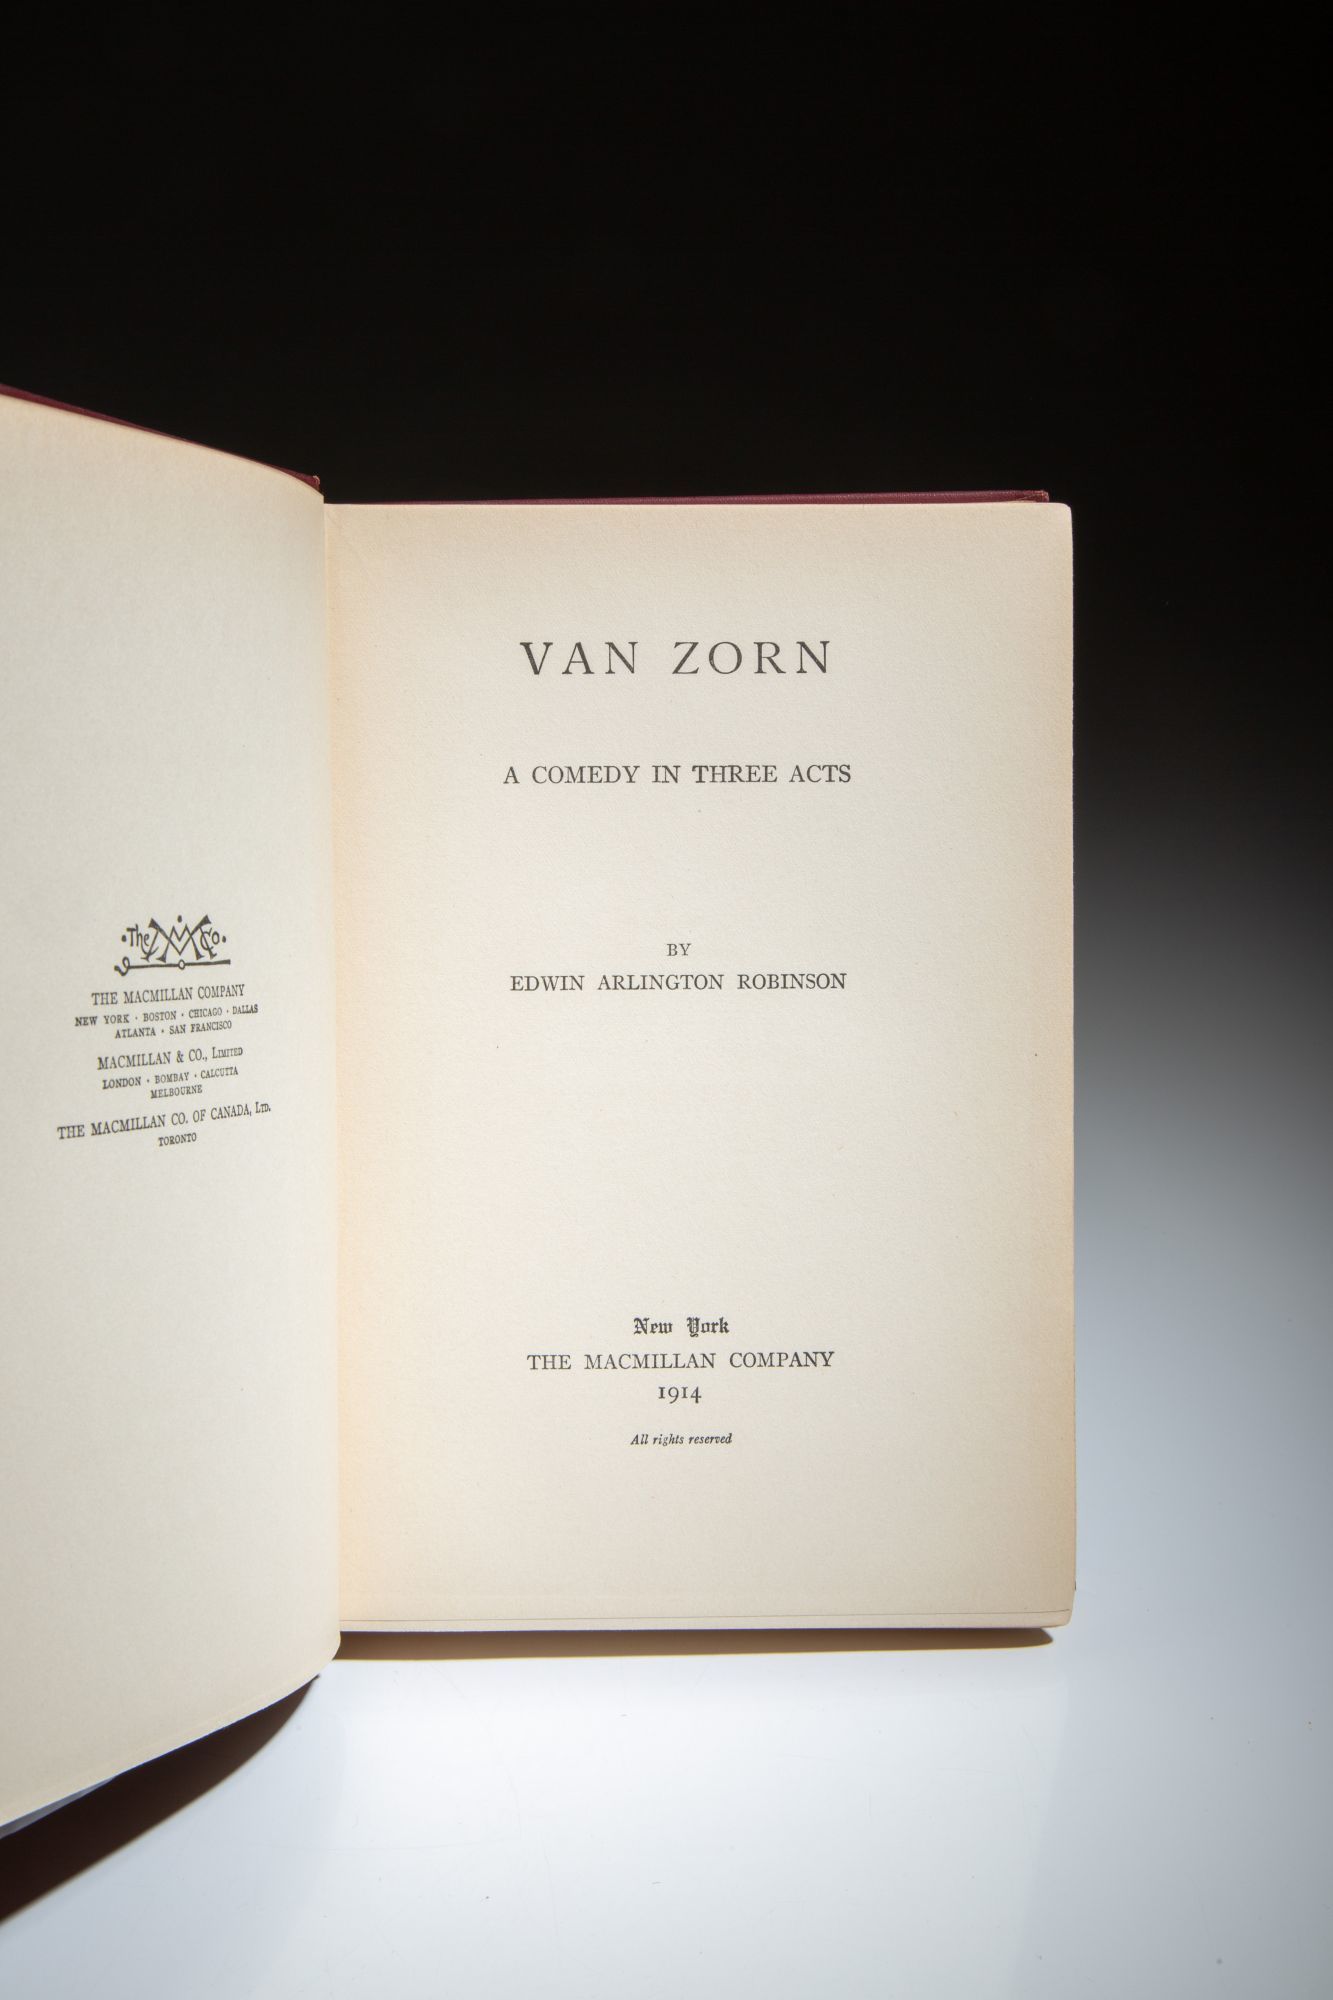 The MM Co.
THE MACMILLAN COMPANY
NEW YORK · BOSTON · CHICAGO · DALLAS
ATLANTA · SAN FRANCISCO
MACMILLAN & CO., LIMITED
LONDON · BOMBAY · CALCUTTA
MELBOURNE
THE MACMILLAN CO. OF CANADA, LTD.
TORONTO
VAN ZORN
A COMEDY IN THREE ACTS
BY
EDWIN ARLINGTON ROBINSON
New York
THE MACMILLAN COMPANY
1914
All rights reserved